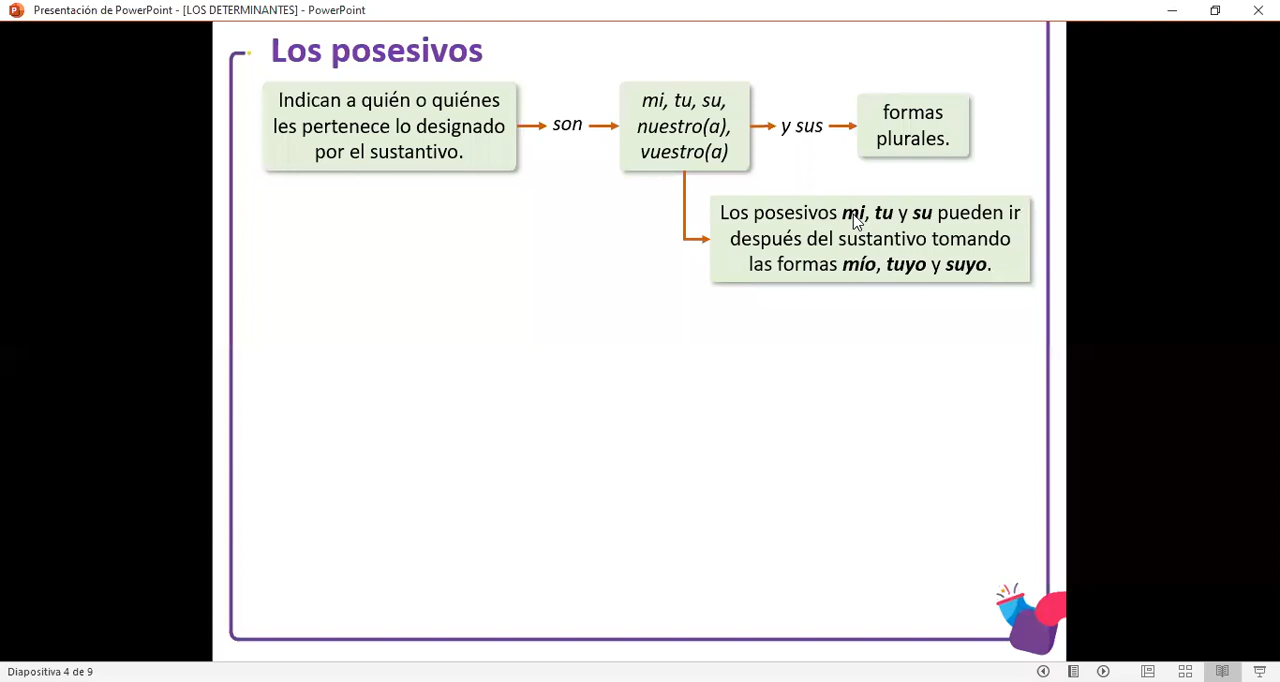 Presentación de PowerPoint - [LOS DETERMINANTES] - PowerPoint
Los posesivos
Indican a quién o quiénes
les pertenece lo designado
por el sustantivo.
son
mi, tu, su,
nuestro(a),
vuestro(a)
y sus
formas
plurales.
Los posesivos mi, tu y su pueden ir
después del sustantivo tomando
las formas mío, tuyo y suyo.
Diapositiva 4 de 9